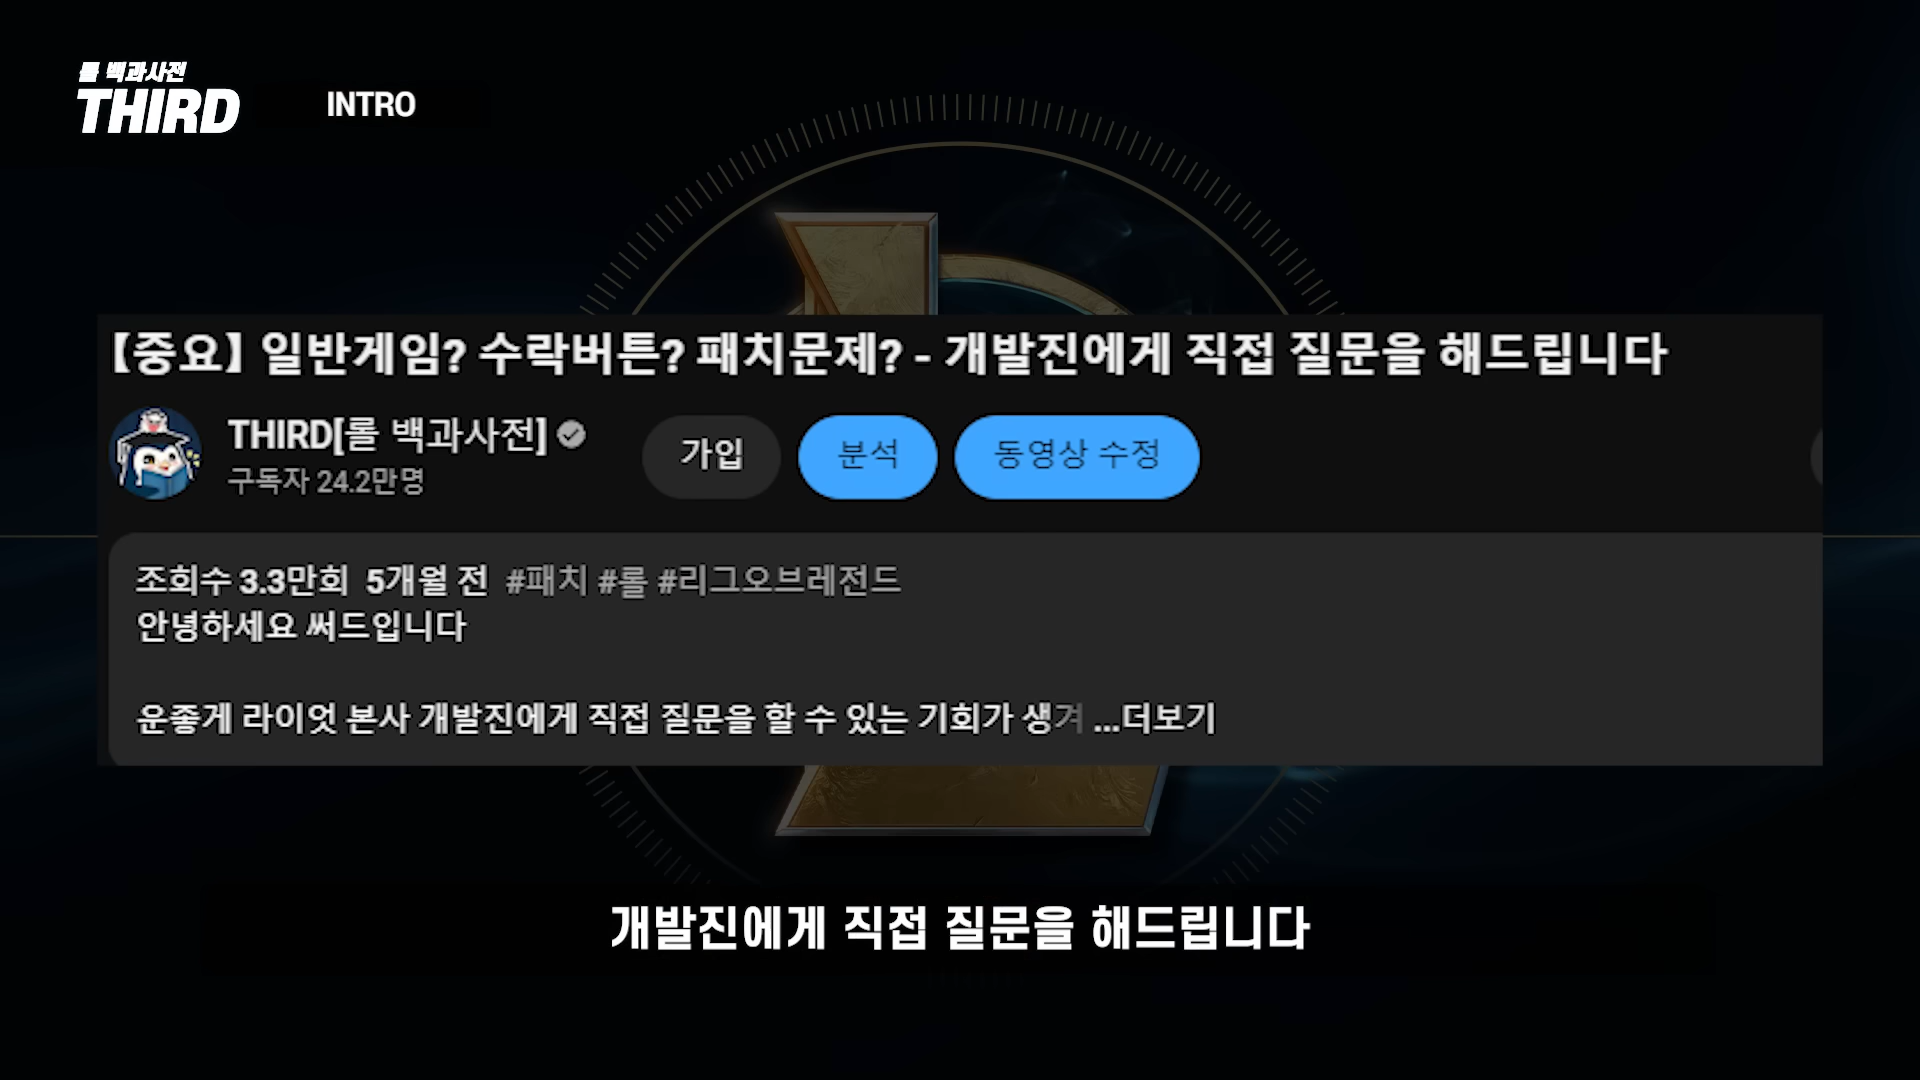 롤 백과사전
THIRD
INTRO
【중요】 일반게임? 수락버튼? 패치문제? - 개발진에게 직접 질문을 해드립니다
THIRD[롤 백과사전]
구독자 24.2만명
가입
분석
동영상 수정
조회수 3.3만회 5개월 전 #패치 #롤 #리그오브레전드
안녕하세요 써드입니다
운좋게 라이엇 본사 개발진에게 직접 질문을 할 수 있는 기회가 생겨 ...더보기
개발진에게 직접 질문을 해드립니다